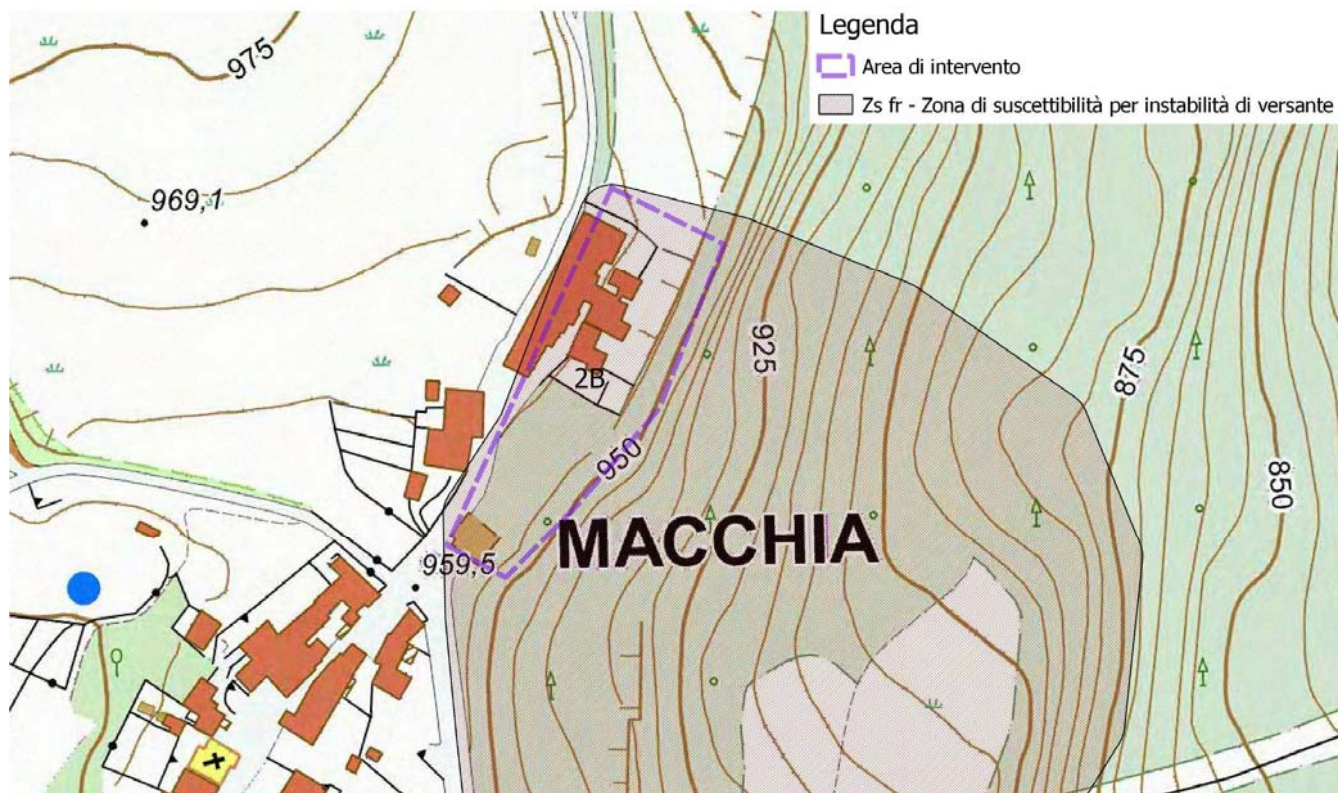 Legenda
Area di intervento
Zs fr - Zona di suscettibilità per instabilità di versante
975
969,1
925
875
2B
950
850
MACCHIA
959,5